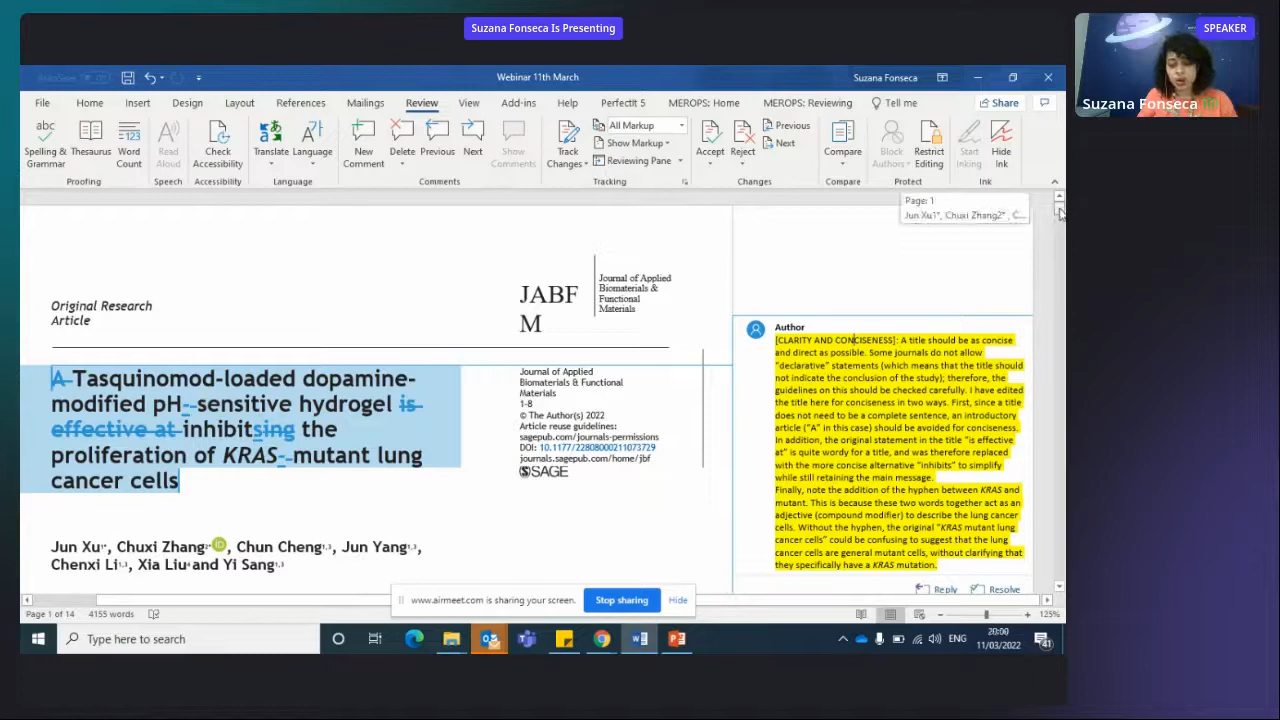 Suzana Fonseca Is Presenting
SPEAKER
Suzana Fonseca
Webinar 11th March
Suzana Fonseca
File Home Insert Design Layout References Mailings Review View Add-ins Help PerfectIt 5 MEROPS: Home MEROPS: Reviewing Tell me Share
Spelling & Grammar
Thesaurus
Word Count
Read Aloud
Check Accessibility
Translate
Language
New Comment
Delete
Previous
Next
Show Comments
Track Changes
All Markup
Show Markup
Reviewing Pane
Accept
Reject
Previous
Next
Compare
Block Authors
Restrict Editing
Start Inking
Hide Ink
Proofing Speech Accessibility Language Comments Tracking Changes Compare Protect Ink
Page: 1
Jun Xu1*, Chuxi Zhang2*, C...
Original Research
Article
JABF
M
Journal of Applied
Biomaterials &
Functional
Materials
A Tasquinomod-loaded dopamine-
modified pH- sensitive hydrogel is
effective at inhibitsing the
proliferation of KRAS- mutant lung
cancer cells
Journal of Applied
Biomaterials & Functional
Materials
1-8
© The Author(s) 2022
Article reuse guidelines:
sagepub.com/journals-permissions
DOI: 10.1177/22808000211073729
journals.sagepub.com/home/jbf
SAGE
Jun Xu, Chuxi Zhang, Chun Cheng, Jun Yang,
Chenxi Li, Xia Liu and Yi Sang
Author
[CLARITY AND CONCISENESS]: A title should be as concise
and direct as possible. Some journals do not allow
"declarative" statements (which means that the title should
not indicate the conclusion of the study); therefore, the
guidelines on this should be checked carefully. I have edited
the title here for conciseness in two ways. First, since a title
does not need to be a complete sentence, an introductory
article ("A" in this case) should be avoided for conciseness.
In addition, the original statement in the title "is effective
at" is quite wordy for a title, and was therefore replaced
with the more concise alternative "inhibits" to simplify
while still retaining the main message.
Finally, note the addition of the hyphen between KRAS and
mutant. This is because these two words together act as an
adjective (compound modifier) to describe the lung cancer
cells. Without the hyphen, the original "KRAS mutant lung
cancer cells" could be confusing to suggest that the lung
cancer cells are general mutant cells, without clarifying that
they specifically have a KRAS mutation.
Reply Resolve
www.airmeet.com is sharing your screen. Stop sharing Hide
Page 1 of 14 4155 words
125%
Type here to search
ENG
20:00
11/03/2022
41